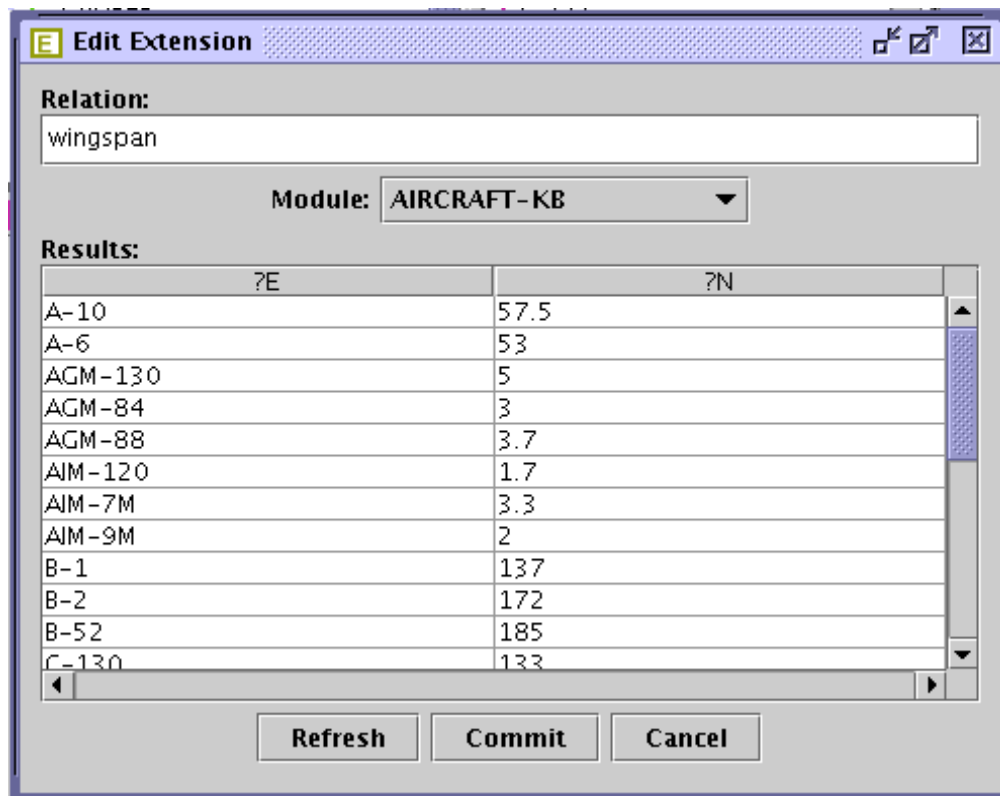 E Edit Extension
Relation:
wingspan
Module: AIRCRAFT-KB
Results:
?E ?N
A-10 57.5
A-6 53
AGM-130 5
AGM-84 3
AGM-88 3.7
AIM-120 1.7
AIM-7M 3.3
AIM-9M 2
B-1 137
B-2 172
B-52 185
C-130 133
Refresh Commit Cancel